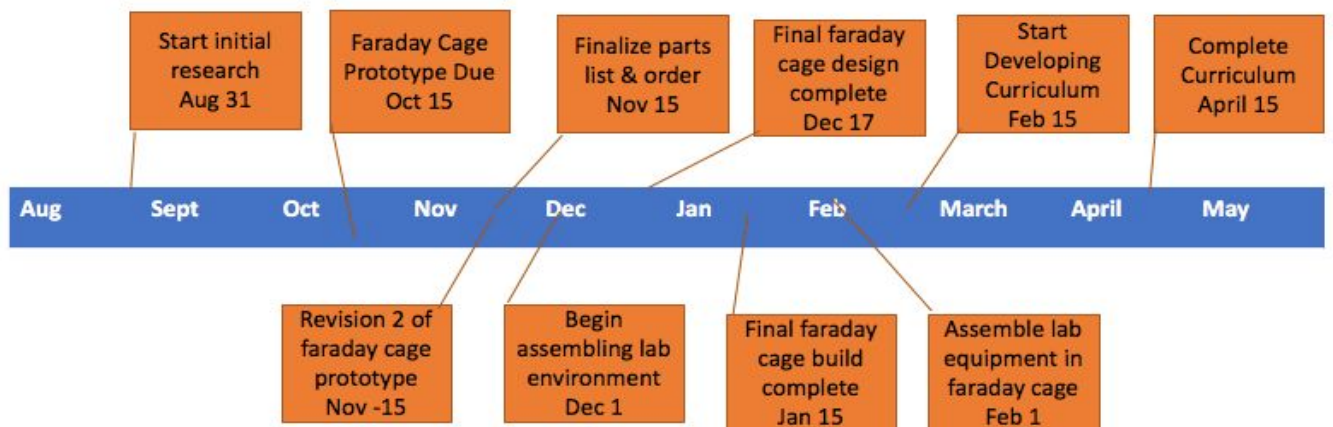 Start initial
research
Aug 31
Faraday Cage
Prototype Due
Oct 15
Finalize parts
list & order
Nov 15
Final faraday
cage design
complete
Dec 17
Start
Developing
Curriculum
Feb 15
Complete
Curriculum
April 15
Aug Sept Oct Nov Dec Jan Feb March April May
Revision 2 of
faraday cage
prototype
Nov -15
Begin
assembling lab
environment
Dec 1
Final faraday
cage build
complete
Jan 15
Assemble lab
equipment in
faraday cage
Feb 1